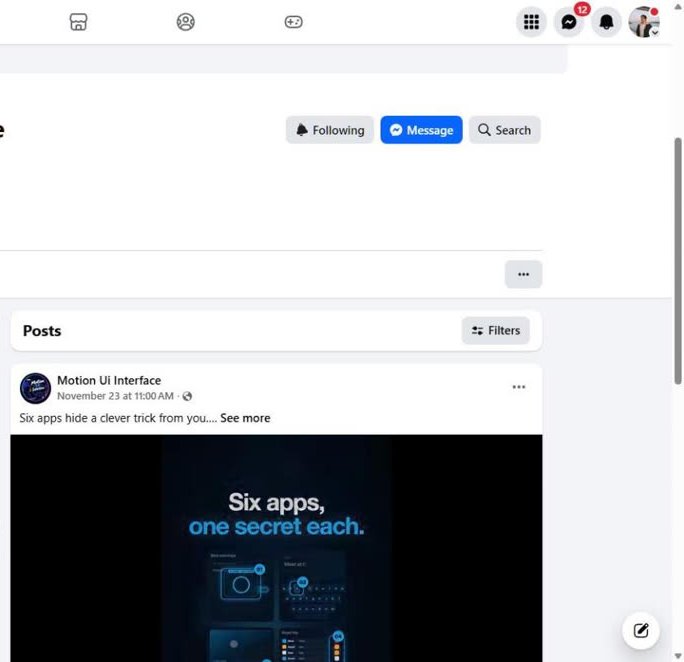 12
e
Following
Message
Search
...
Posts
Filters
Motion Ui Interface
November 23 at 11:00 AM ·
Six apps hide a clever trick from you.... See more
Six apps,
one secret each.